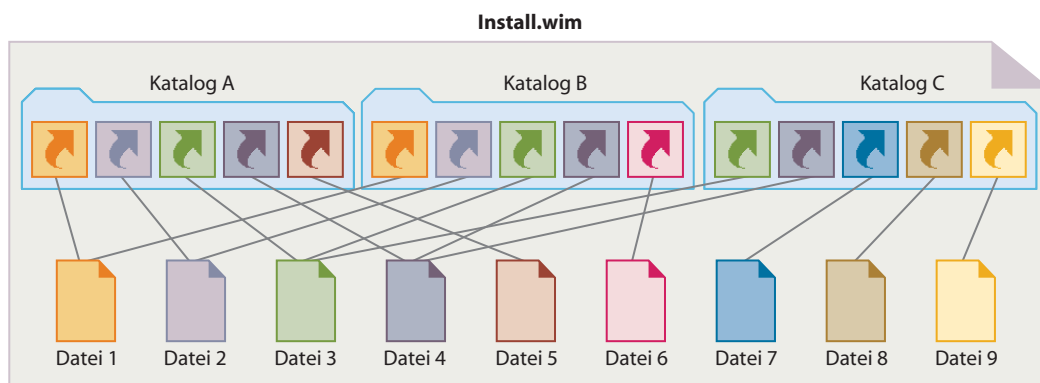 Install.wim
Katalog A
Katalog B
Katalog C
Datei 1
Datei 2
Datei 3
Datei 4
Datei 5
Datei 6
Datei 7
Datei 8
Datei 9